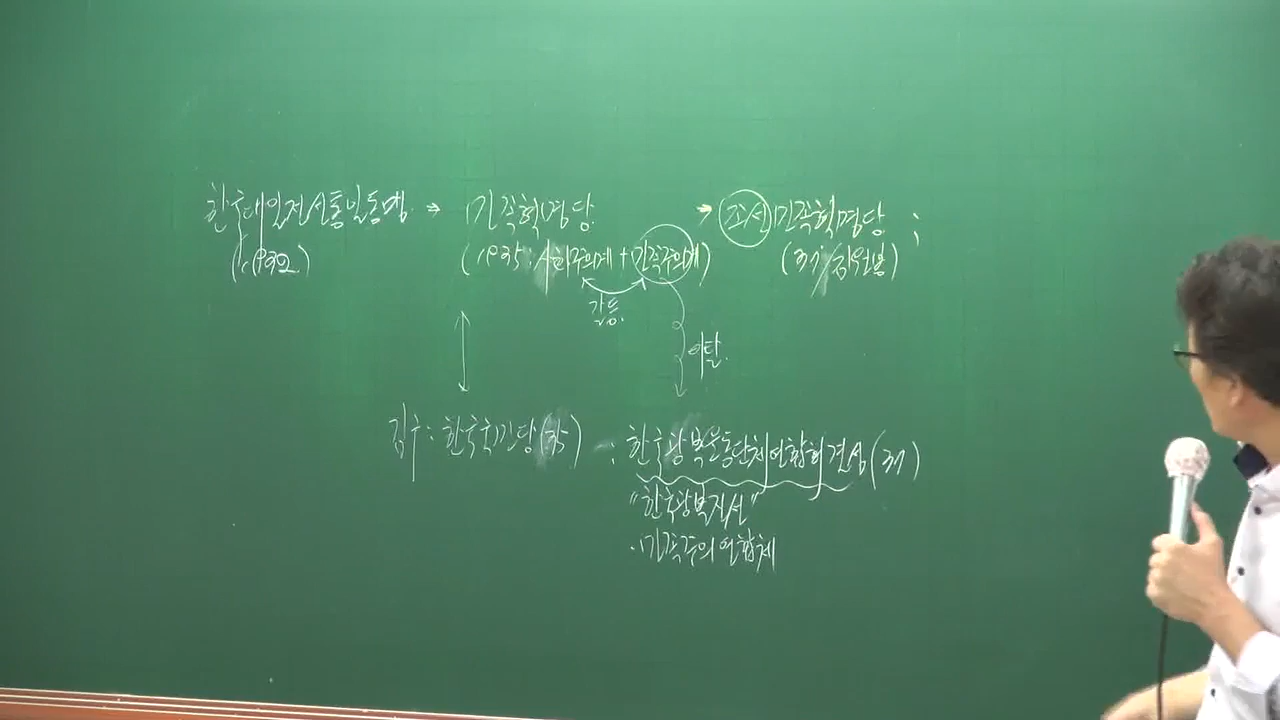 한국대일전선통일동맹 → 민족혁명당 → 조선민족혁명당 ;
(1932) (1935 : 사회주의계 + 민족주의계) (37/김원봉)
갈등.
이탈.
김구 : 한국국민당(35) — : 한국광복운동단체연합회 결성(37)
"한국광복진선"
· 민족주의 연합체